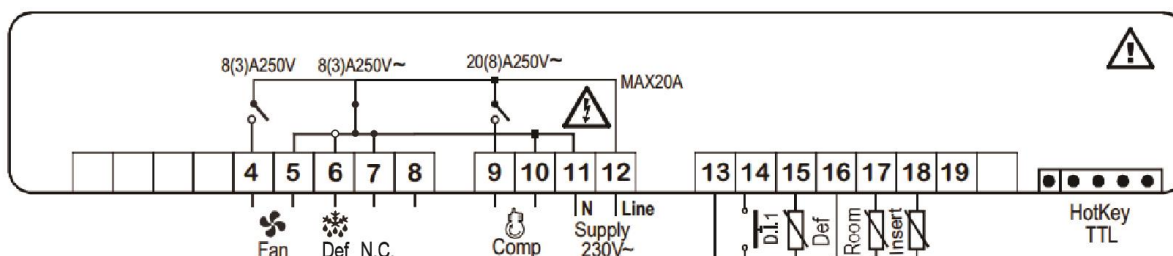 8(3)A250V 8(3)A250V~ 20(8)A250V~
MAX20A
4 5 6 7 8 9 10 11 12 13 14 15 16 17 18 19
N Line
Supply
230V~
Fan Def N.C. Comp
D.I.1 Def Room Insert
HotKey
TTL